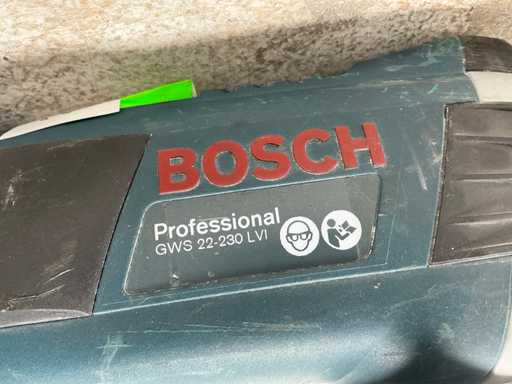 BOSCH
Professional
GWS 22-230 LVI